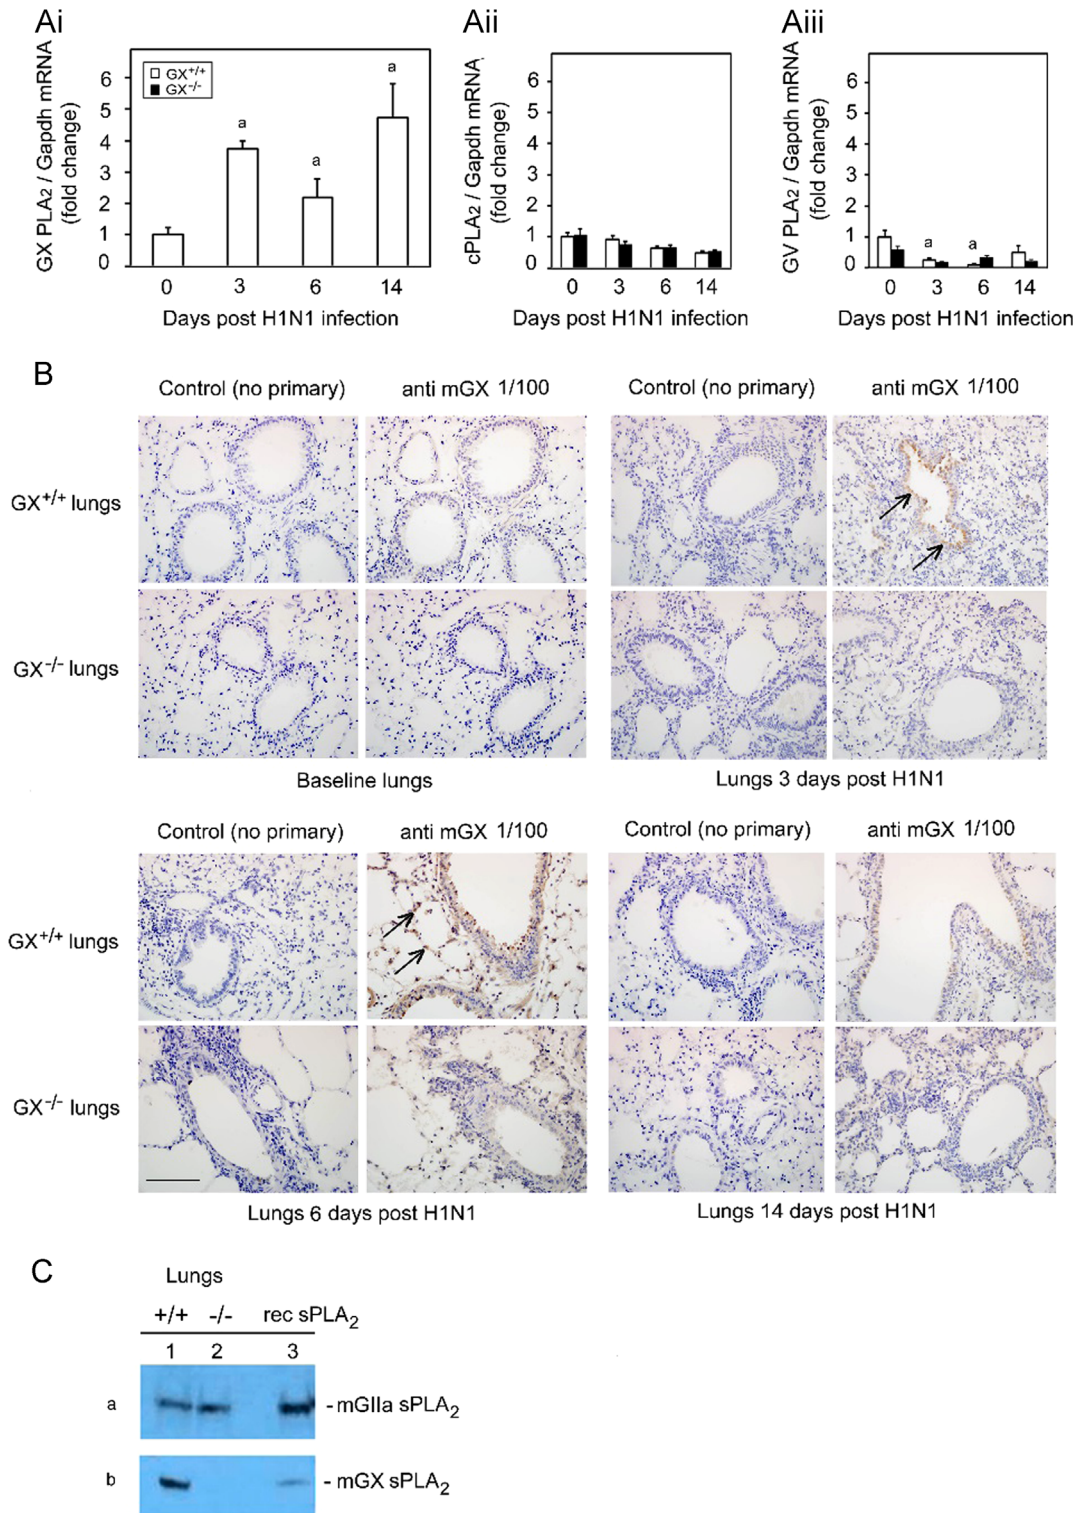 Ai
GX PLA2 / Gapdh mRNA
(fold change)
6
5
4
3
2
1
0
GX+/+
GX-/-
a
a
a
0 3 6 14
Days post H1N1 infection
Aii
cPLA2 / Gapdh mRNA
(fold change)
6
5
4
3
2
1
0
0 3 6 14
Days post H1N1 infection
Aiii
GV PLA2 / Gapdh mRNA
(fold change)
6
5
4
3
2
1
0
a a
0 3 6 14
Days post H1N1 infection
B
Control (no primary) anti mGX 1/100 Control (no primary) anti mGX 1/100
GX+/+ lungs
GX-/- lungs
Baseline lungs Lungs 3 days post H1N1
Control (no primary) anti mGX 1/100 Control (no primary) anti mGX 1/100
GX+/+ lungs
GX-/- lungs
Lungs 6 days post H1N1 Lungs 14 days post H1N1
C
Lungs
+/+ -/- rec sPLA2
1 2 3
a - mGIIa sPLA2
b - mGX sPLA2